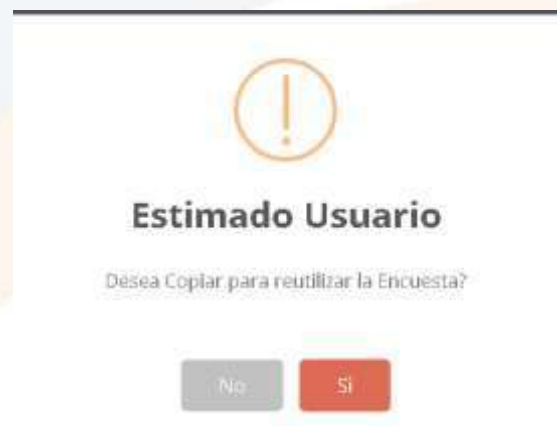 Estimado Usuario
Desea Copiar para reutilizar la Encuesta?
No
Si